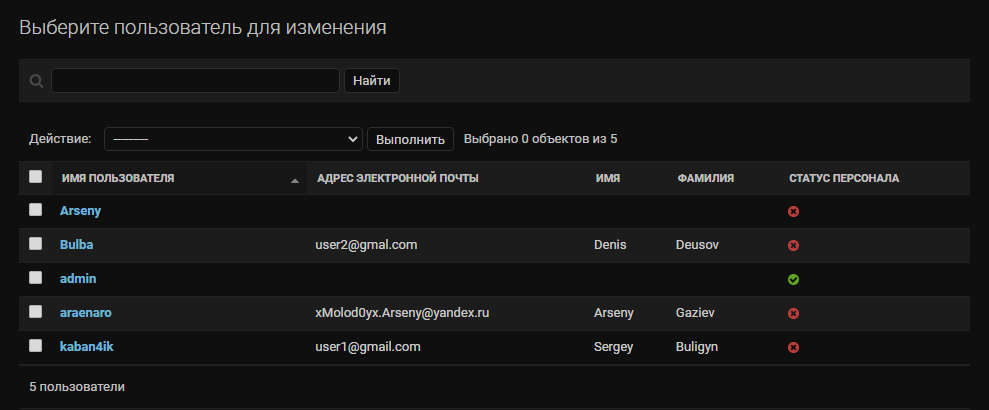 Выберите пользователь для изменения
Найти
Действие: --------- Выполнить Выбрано 0 объектов из 5
ИМЯ ПОЛЬЗОВАТЕЛЯ АДРЕС ЭЛЕКТРОННОЙ ПОЧТЫ ИМЯ ФАМИЛИЯ СТАТУС ПЕРСОНАЛА
Arseny
Bulba user2@gmal.com Denis Deusov
admin
araenaro xMolod0yx.Arseny@yandex.ru Arseny Gaziev
kaban4ik user1@gmail.com Sergey Buligyn
5 пользователи